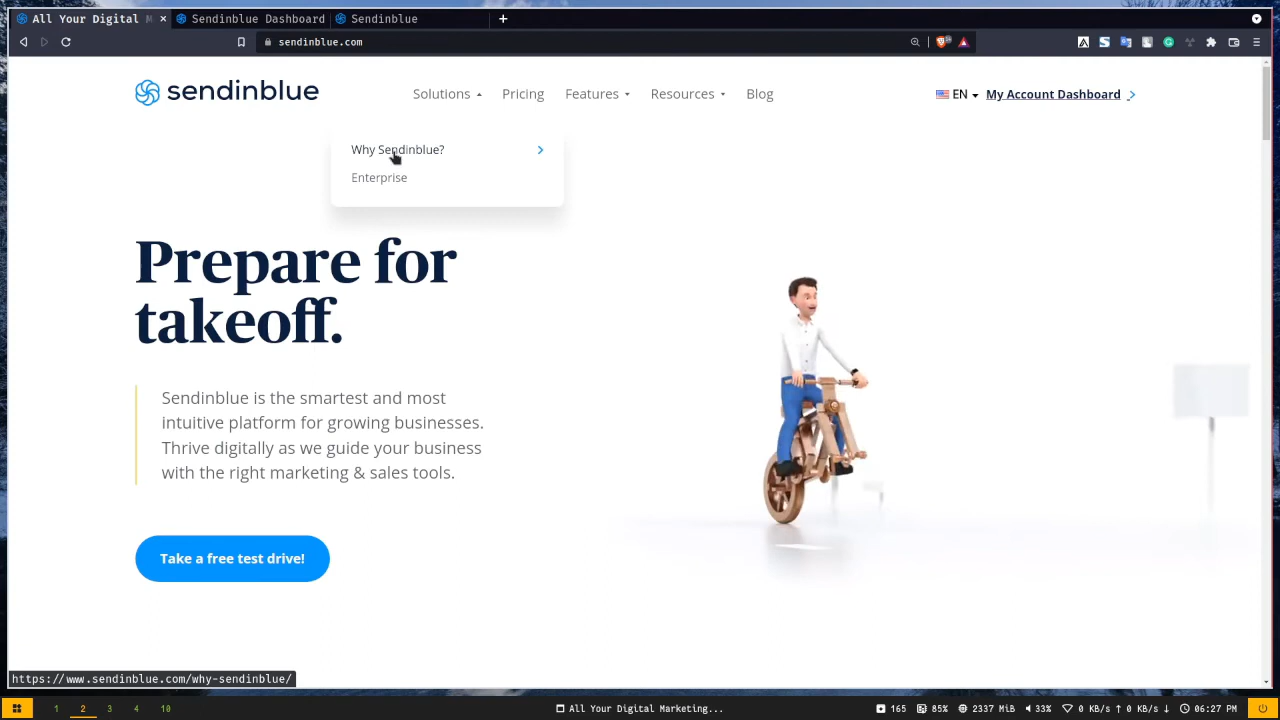 All Your Digital M
Sendinblue Dashboard
Sendinblue
sendinblue.com
sendinblue
Solutions
Pricing
Features
Resources
Blog
EN
My Account Dashboard
Why Sendinblue?
Enterprise
Prepare for
takeoff.
Sendinblue is the smartest and most
intuitive platform for growing businesses.
Thrive digitally as we guide your business
with the right marketing & sales tools.
Take a free test drive!
https://www.sendinblue.com/why-sendinblue/
1 2 3 4 10
All Your Digital Marketing...
165 85% 2337 MiB 33% 0 KB/s ↑ 0 KB/s ↓ 06:27 PM